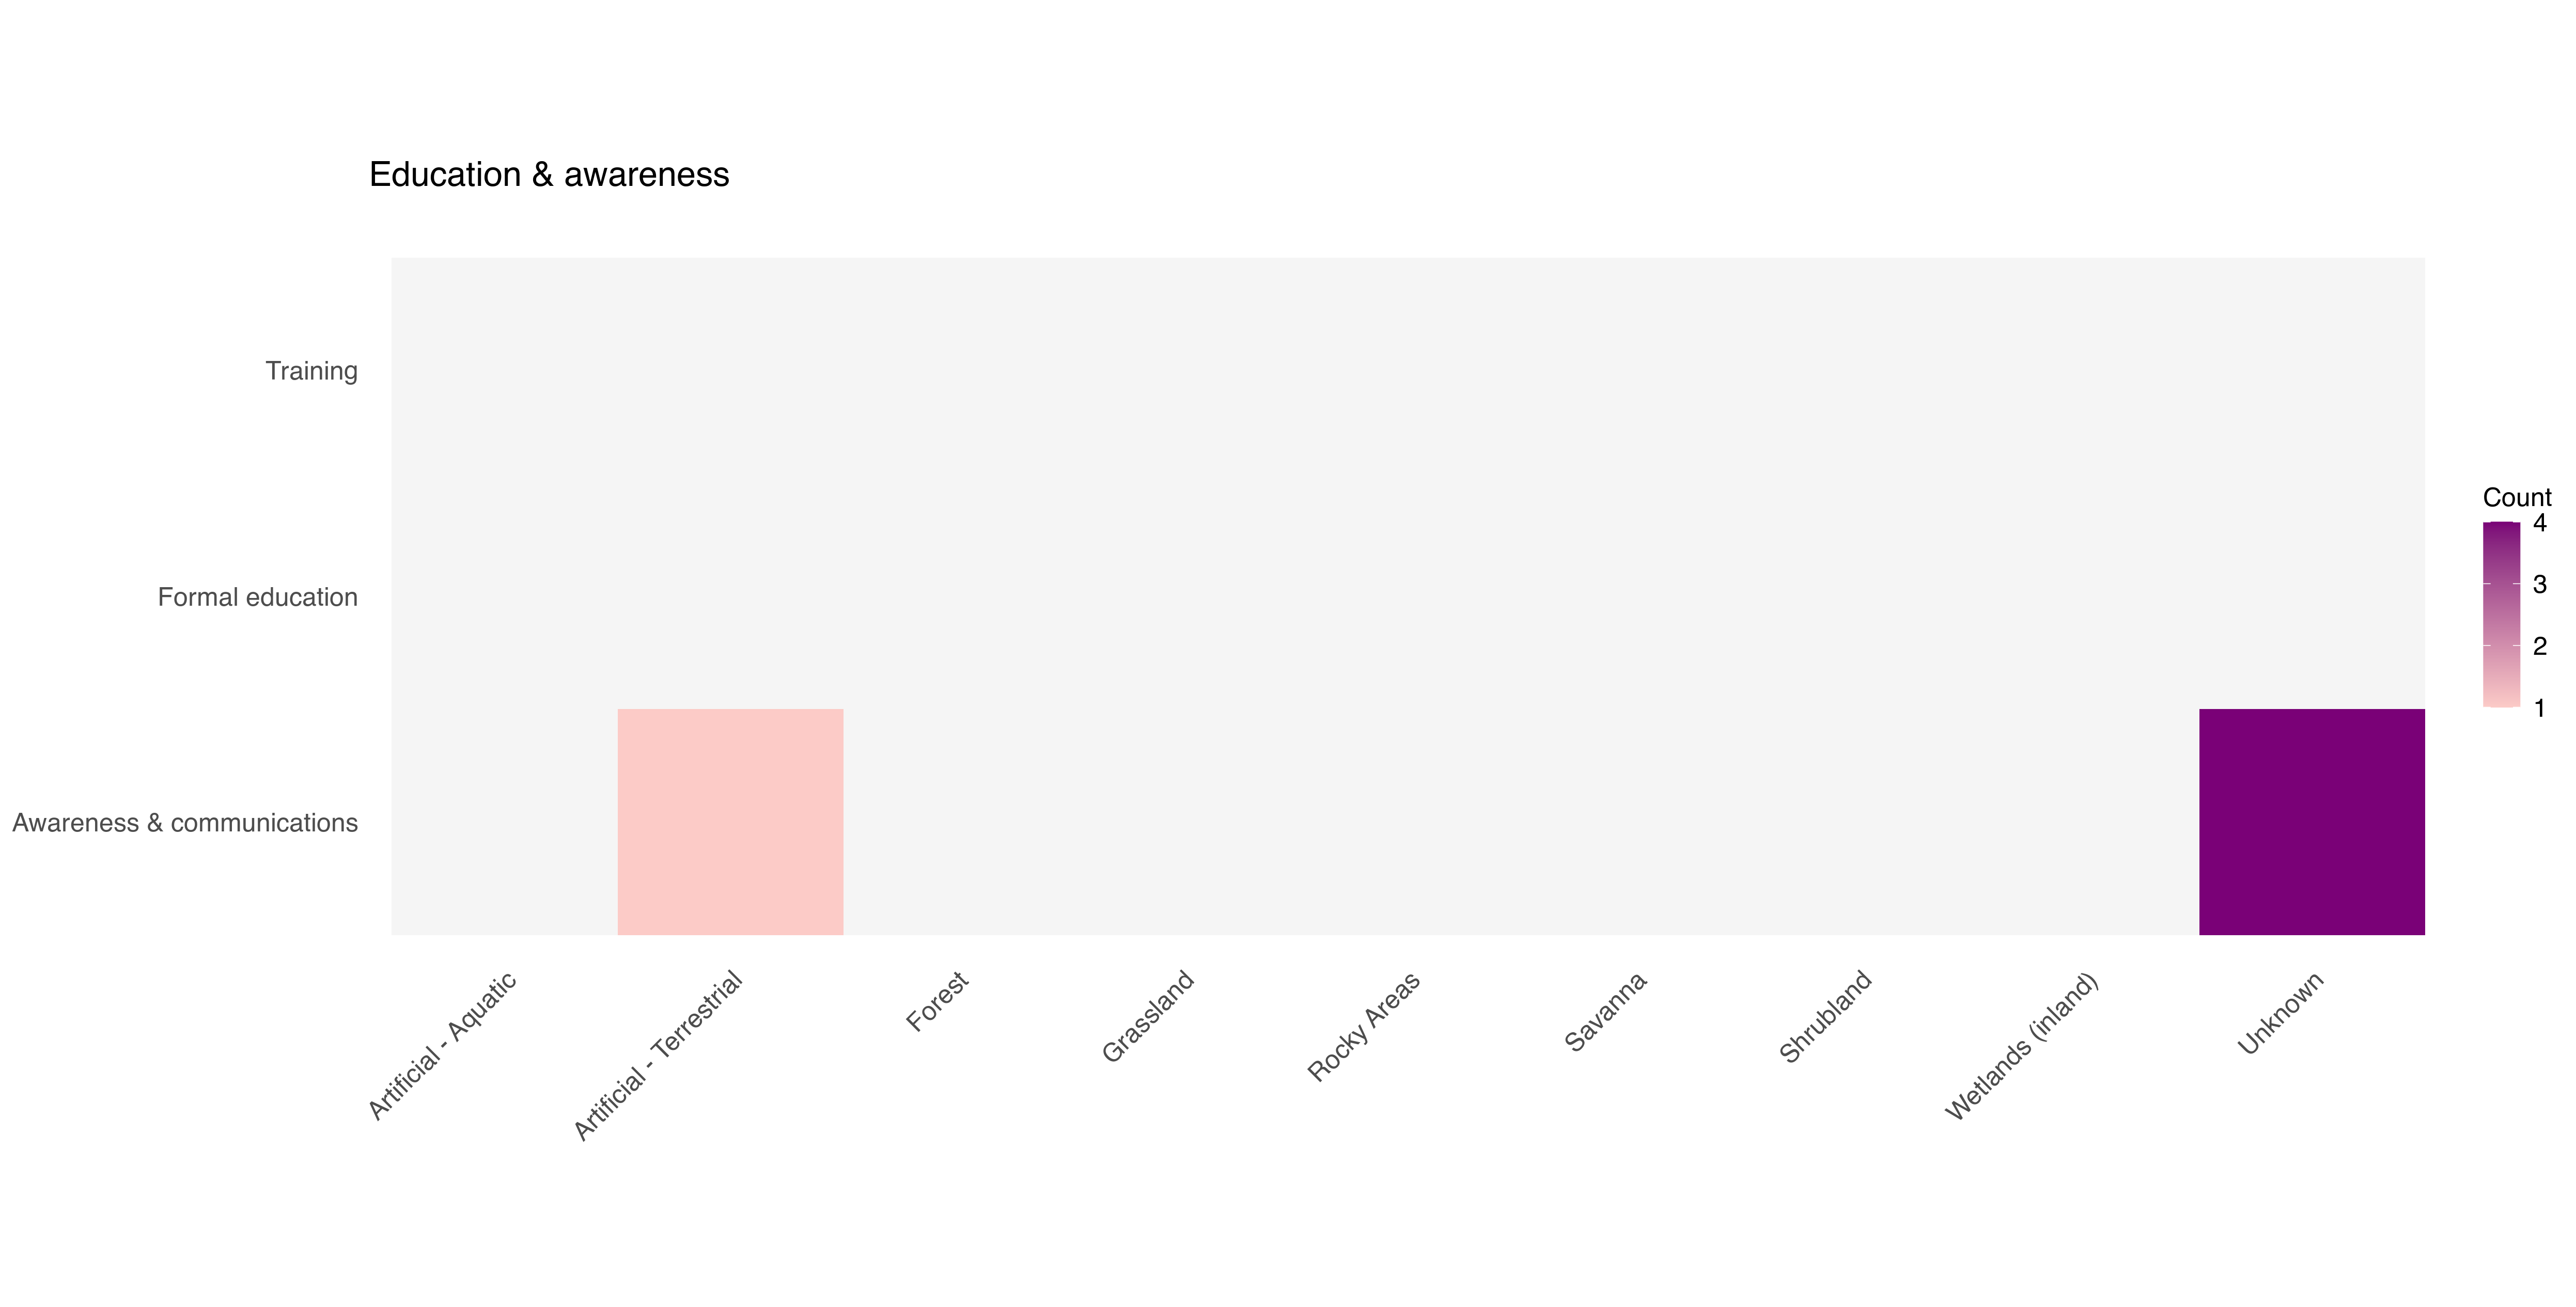 Education & awareness
Training
Formal education
Awareness & communications
Artificial - Aquatic
Artificial - Terrestrial
Forest
Grassland
Rocky Areas
Savanna
Shrubland
Wetlands (inland)
Unknown
Count
4
3
2
1